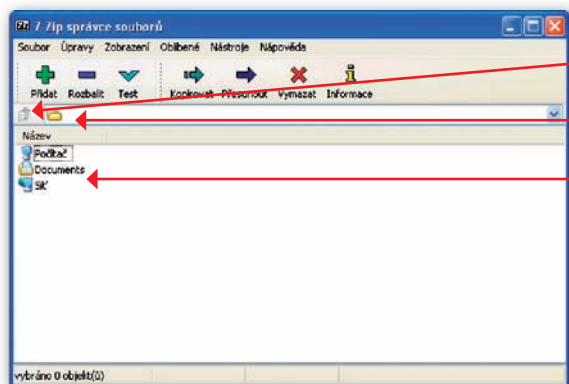 7-Zip správce souborů
Soubor Úpravy Zobrazení Oblíbené Nástroje Nápověda
Přidat Rozbalit Test Kopírovat Přesunout Vymazat Informace
Název
Počítač
Documents
Síť
vybráno 0 objekt(ů)